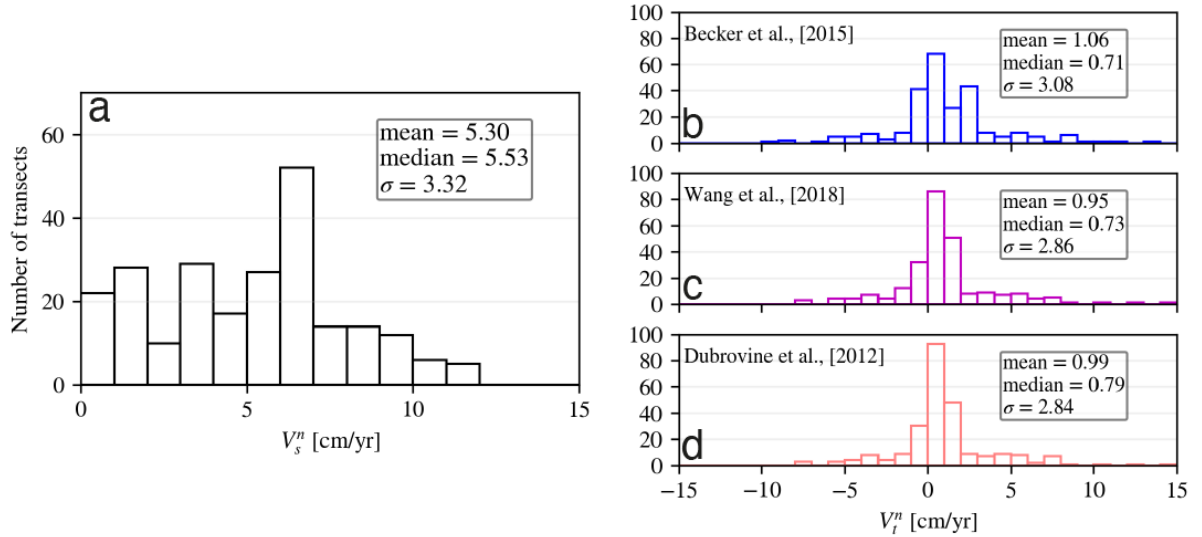 a
60
40
20
0
Number of transects
mean = 5.30
median = 5.53
σ = 3.32
0 5 10 15
V_s^n [cm/yr]
100
80
60
40
20
0
Becker et al., [2015]
mean = 1.06
median = 0.71
σ = 3.08
b
100
80
60
40
20
0
Wang et al., [2018]
mean = 0.95
median = 0.73
σ = 2.86
c
100
80
60
40
20
0
Dubrovine et al., [2012]
mean = 0.99
median = 0.79
σ = 2.84
d
−15 −10 −5 0 5 10 15
V_t^n [cm/yr]